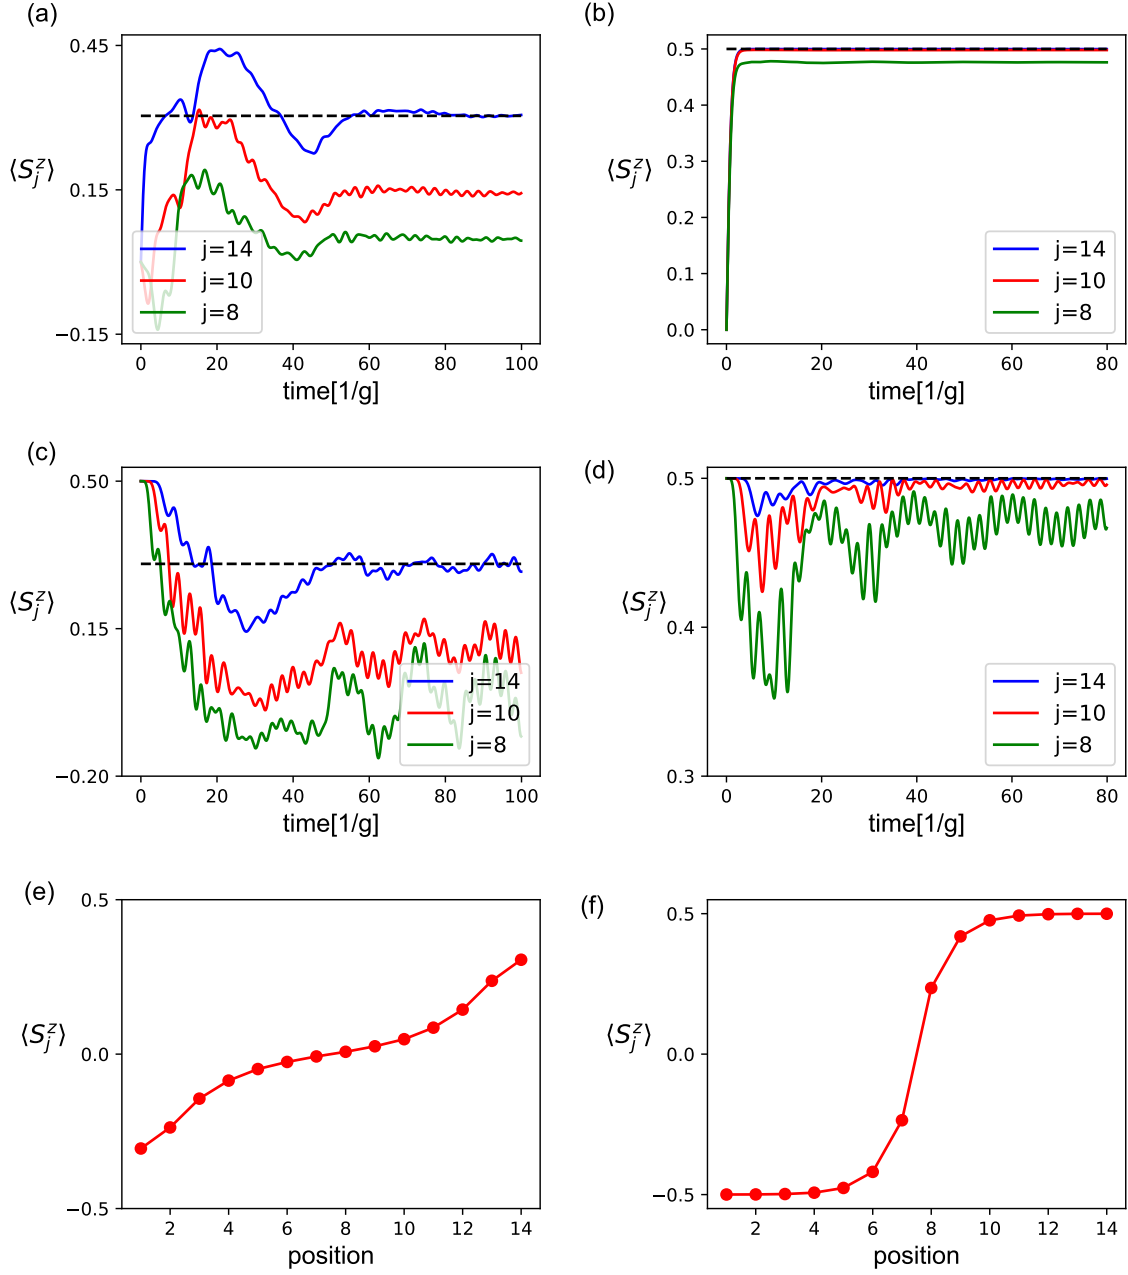 (a)
0.45
0.15
−0.15
⟨S_j^z⟩
j=14
j=10
j=8
0 20 40 60 80 100
time[1/g]
(b)
0.5
0.4
0.5
0.5
0.1
0.0
⟨S_j^z⟩
j=14
j=10
j=8
0 20 40 60 80
time[1/g]
(c)
0.50
0.15
−0.20
⟨S_j^z⟩
j=14
j=10
j=8
0 20 40 60 80 100
time[1/g]
(d)
0.5
0.4
0.3
⟨S_j^z⟩
j=14
j=10
j=8
0 20 40 60 80
time[1/g]
(e)
0.5
0.0
−0.5
⟨S_j^z⟩
2 4 6 8 10 12 14
position
(f)
0.5
0.0
−0.5
⟨S_j^z⟩
2 4 6 8 10 12 14
position